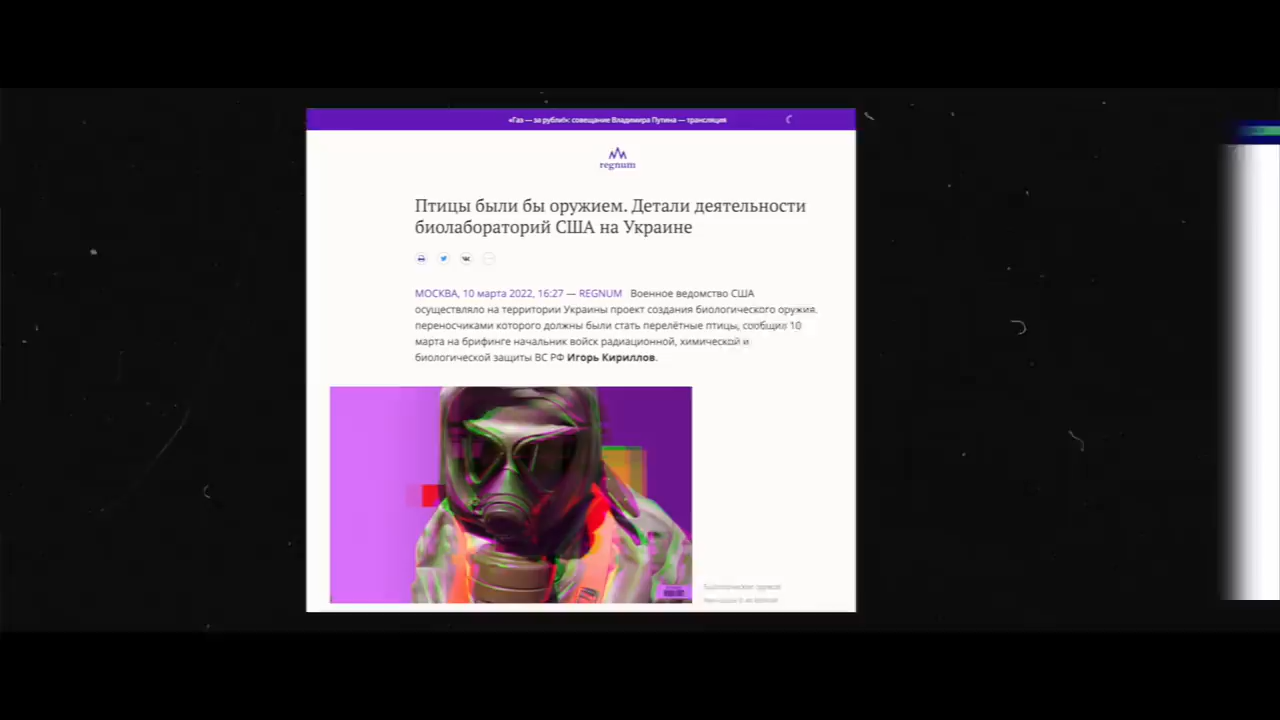 «Газ — за рубли!»: совещание Владимира Путина — трансляция
regnum
Птицы были бы оружием. Детали деятельности
биолабораторий США на Украине
МОСКВА, 10 марта 2022, 16:27 — REGNUM Военное ведомство США
осуществляло на территории Украины проект создания биологического оружия.
переносчиками которого должны были стать перелётные птицы, сообщил 10
марта на брифинге начальник войск радиационной, химической и
биологической защиты ВС РФ Игорь Кириллов.
Биологическое оружие